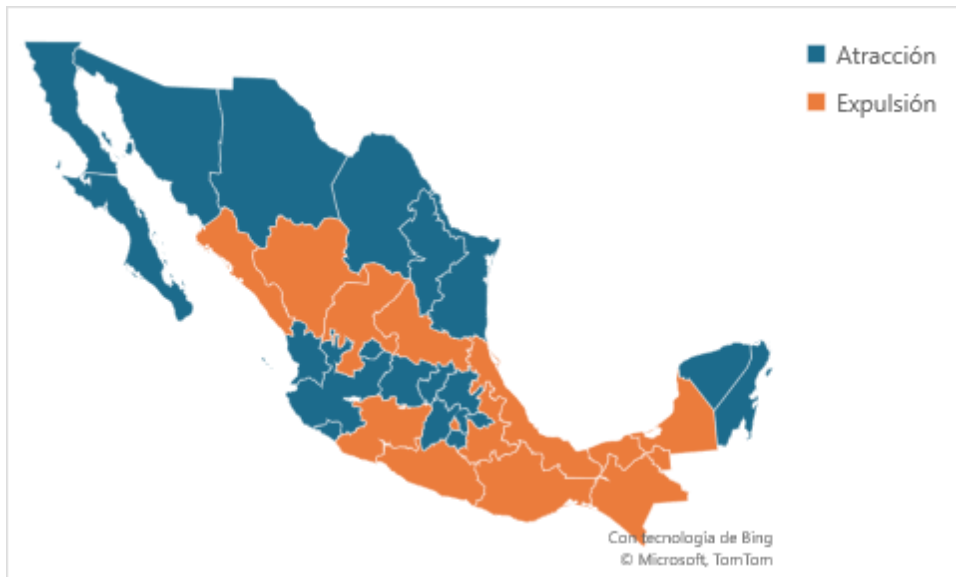 Atracción
Expulsión
Con tecnología de Bing
© Microsoft, TomTom